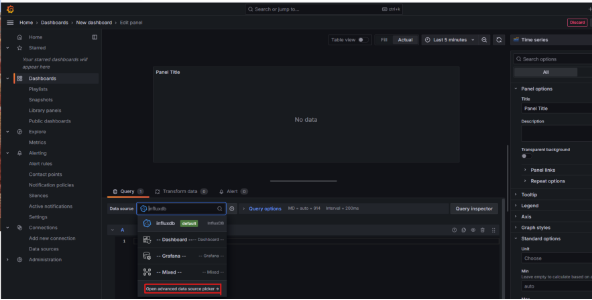 Search or jump to...
ctrl+k
Home > Dashboards > New dashboard > Edit panel
Discard
Home
Starred
Your starred dashboards will
appear here
Dashboards
Playlists
Snapshots
Library panels
Public dashboards
Explore
Metrics
Alerting
Alert rules
Contact points
Notification policies
Silences
Active notifications
Settings
Connections
Add new connection
Data sources
Administration
Table view
Fill
Actual
Last 5 minutes
Panel Title
No data
Query 1
Transform data 0
Alert 0
Data source
influxdb
Query options
MD = auto = 814
Interval = 200ms
Query inspector
influxdb default
InfluxDB
A
1
-- Dashboard --
-- Dashboard --
-- Grafana --
-- Grafana --
-- Mixed --
-- Mixed --
Open advanced data source picker
Time series
Search options
All
Panel options
Title
Panel Title
Description
Transparent background
Panel links
Repeat options
Tooltip
Legend
Axis
Graph styles
Standard options
Unit
Choose
Min
Leave empty to calculate based on
auto